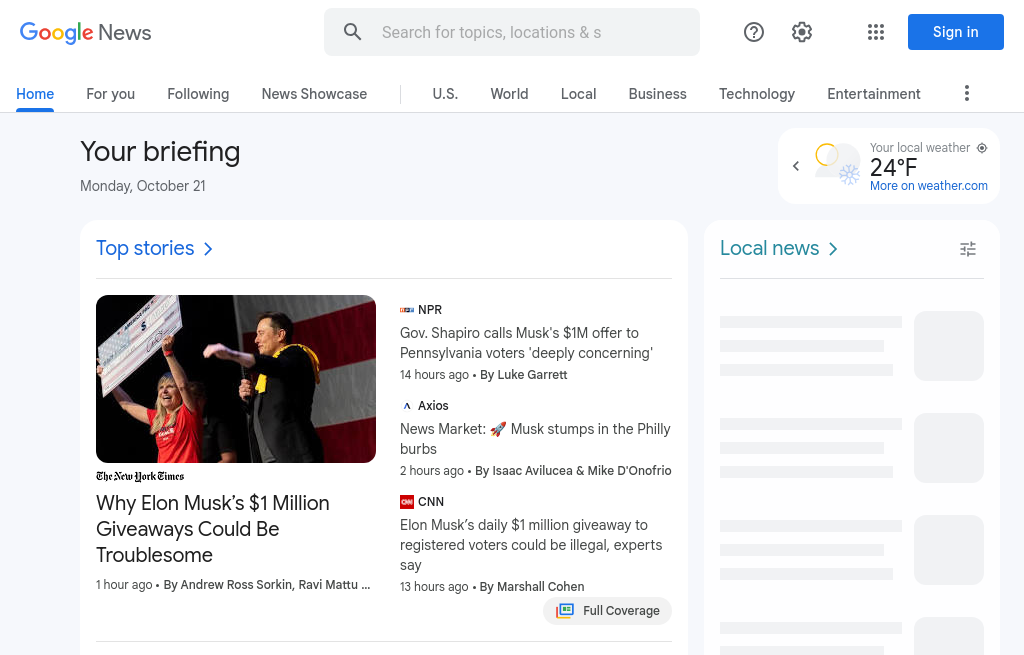 Google News
Search for topics, locations & s
Sign in
Home
For you
Following
News Showcase
U.S.
World
Local
Business
Technology
Entertainment
Your briefing
Monday, October 21
Your local weather
24°F
More on weather.com
Top stories
The New York Times
Why Elon Musk’s $1 Million
Giveaways Could Be
Troublesome
1 hour ago • By Andrew Ross Sorkin, Ravi Mattu ...
NPR
Gov. Shapiro calls Musk's $1M offer to
Pennsylvania voters 'deeply concerning'
14 hours ago • By Luke Garrett
Axios
News Market: 🚀 Musk stumps in the Philly
burbs
2 hours ago • By Isaac Avilucea & Mike D'Onofrio
CNN
CNN
Elon Musk’s daily $1 million giveaway to
registered voters could be illegal, experts
say
13 hours ago • By Marshall Cohen
Full Coverage
Local news